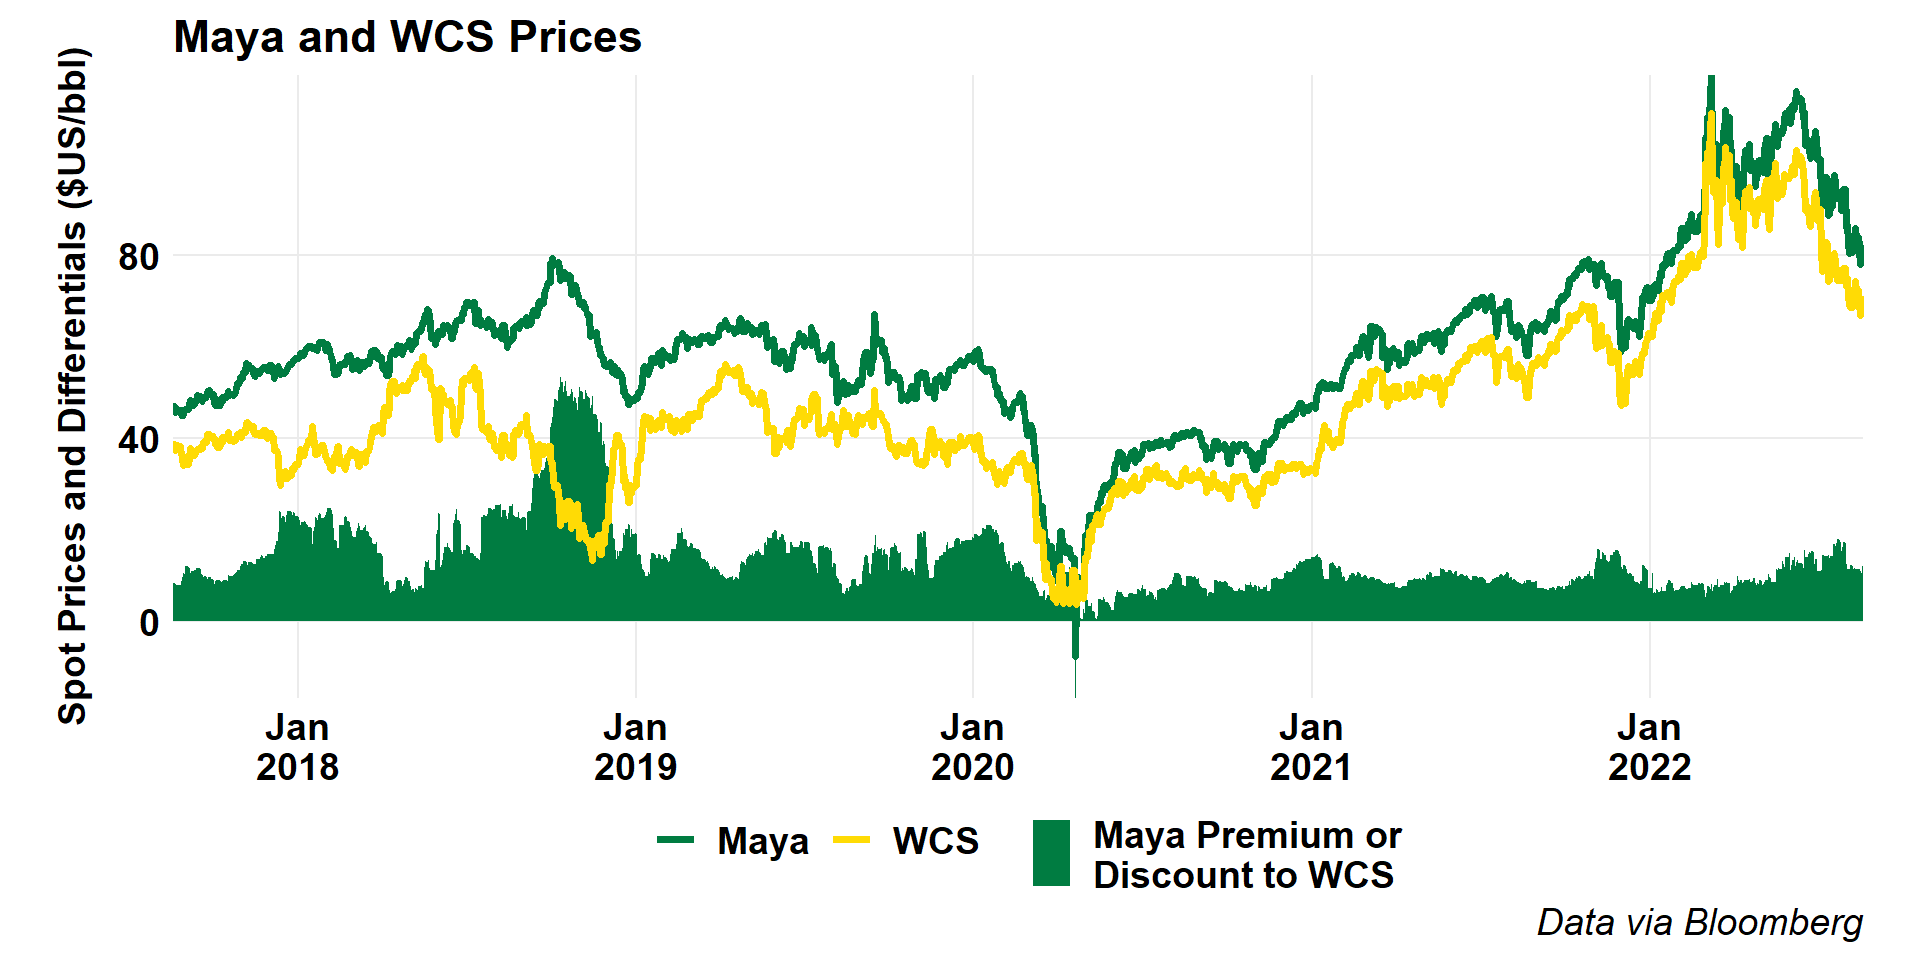 Maya and WCS Prices
Spot Prices and Differentials ($US/bbl)
80
40
0
Jan
2018
Jan
2019
Jan
2020
Jan
2021
Jan
2022
Maya
WCS
Maya Premium or
Discount to WCS
Data via Bloomberg